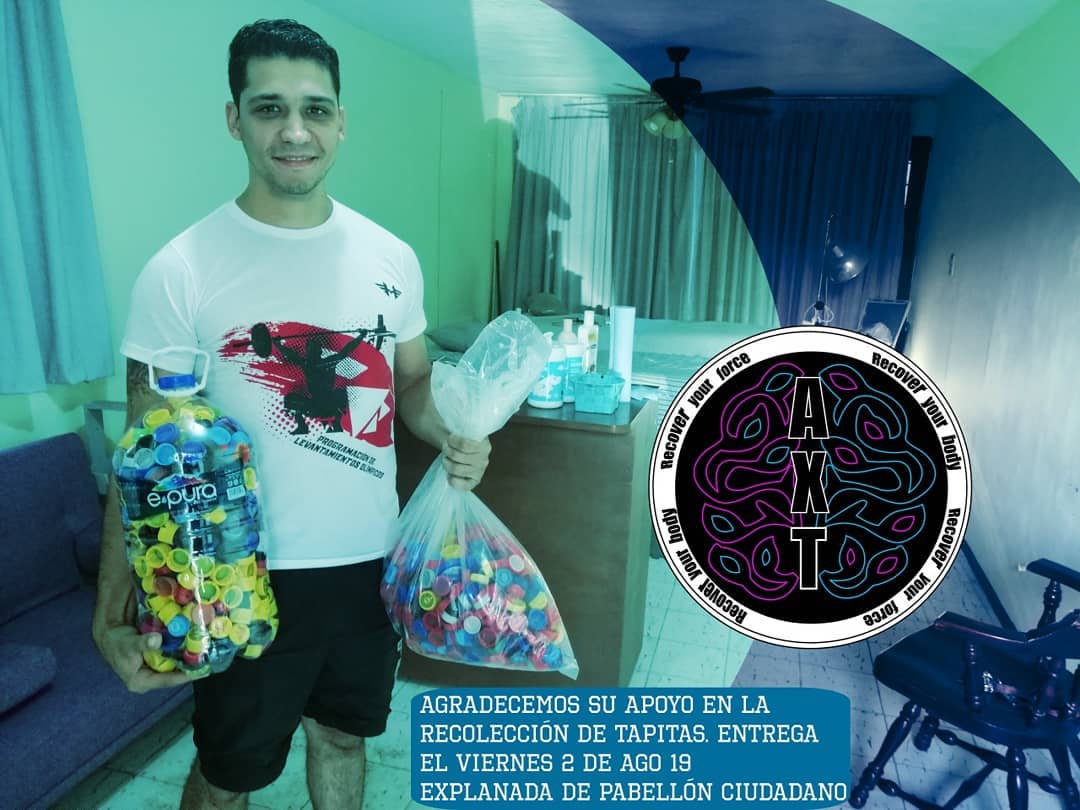 PROGRAMACIÓN DE
LEVANTAMIENTOS OLÍMPICOS
e·pura
Recover your force
Recover your body
AXT
Recover your body
Recover your force
AGRADECEMOS SU APOYO EN LA
RECOLECCIÓN DE TAPITAS. ENTREGA
EL VIERNES 2 DE AGO 19
EXPLANADA DE PABELLÓN CIUDADANO